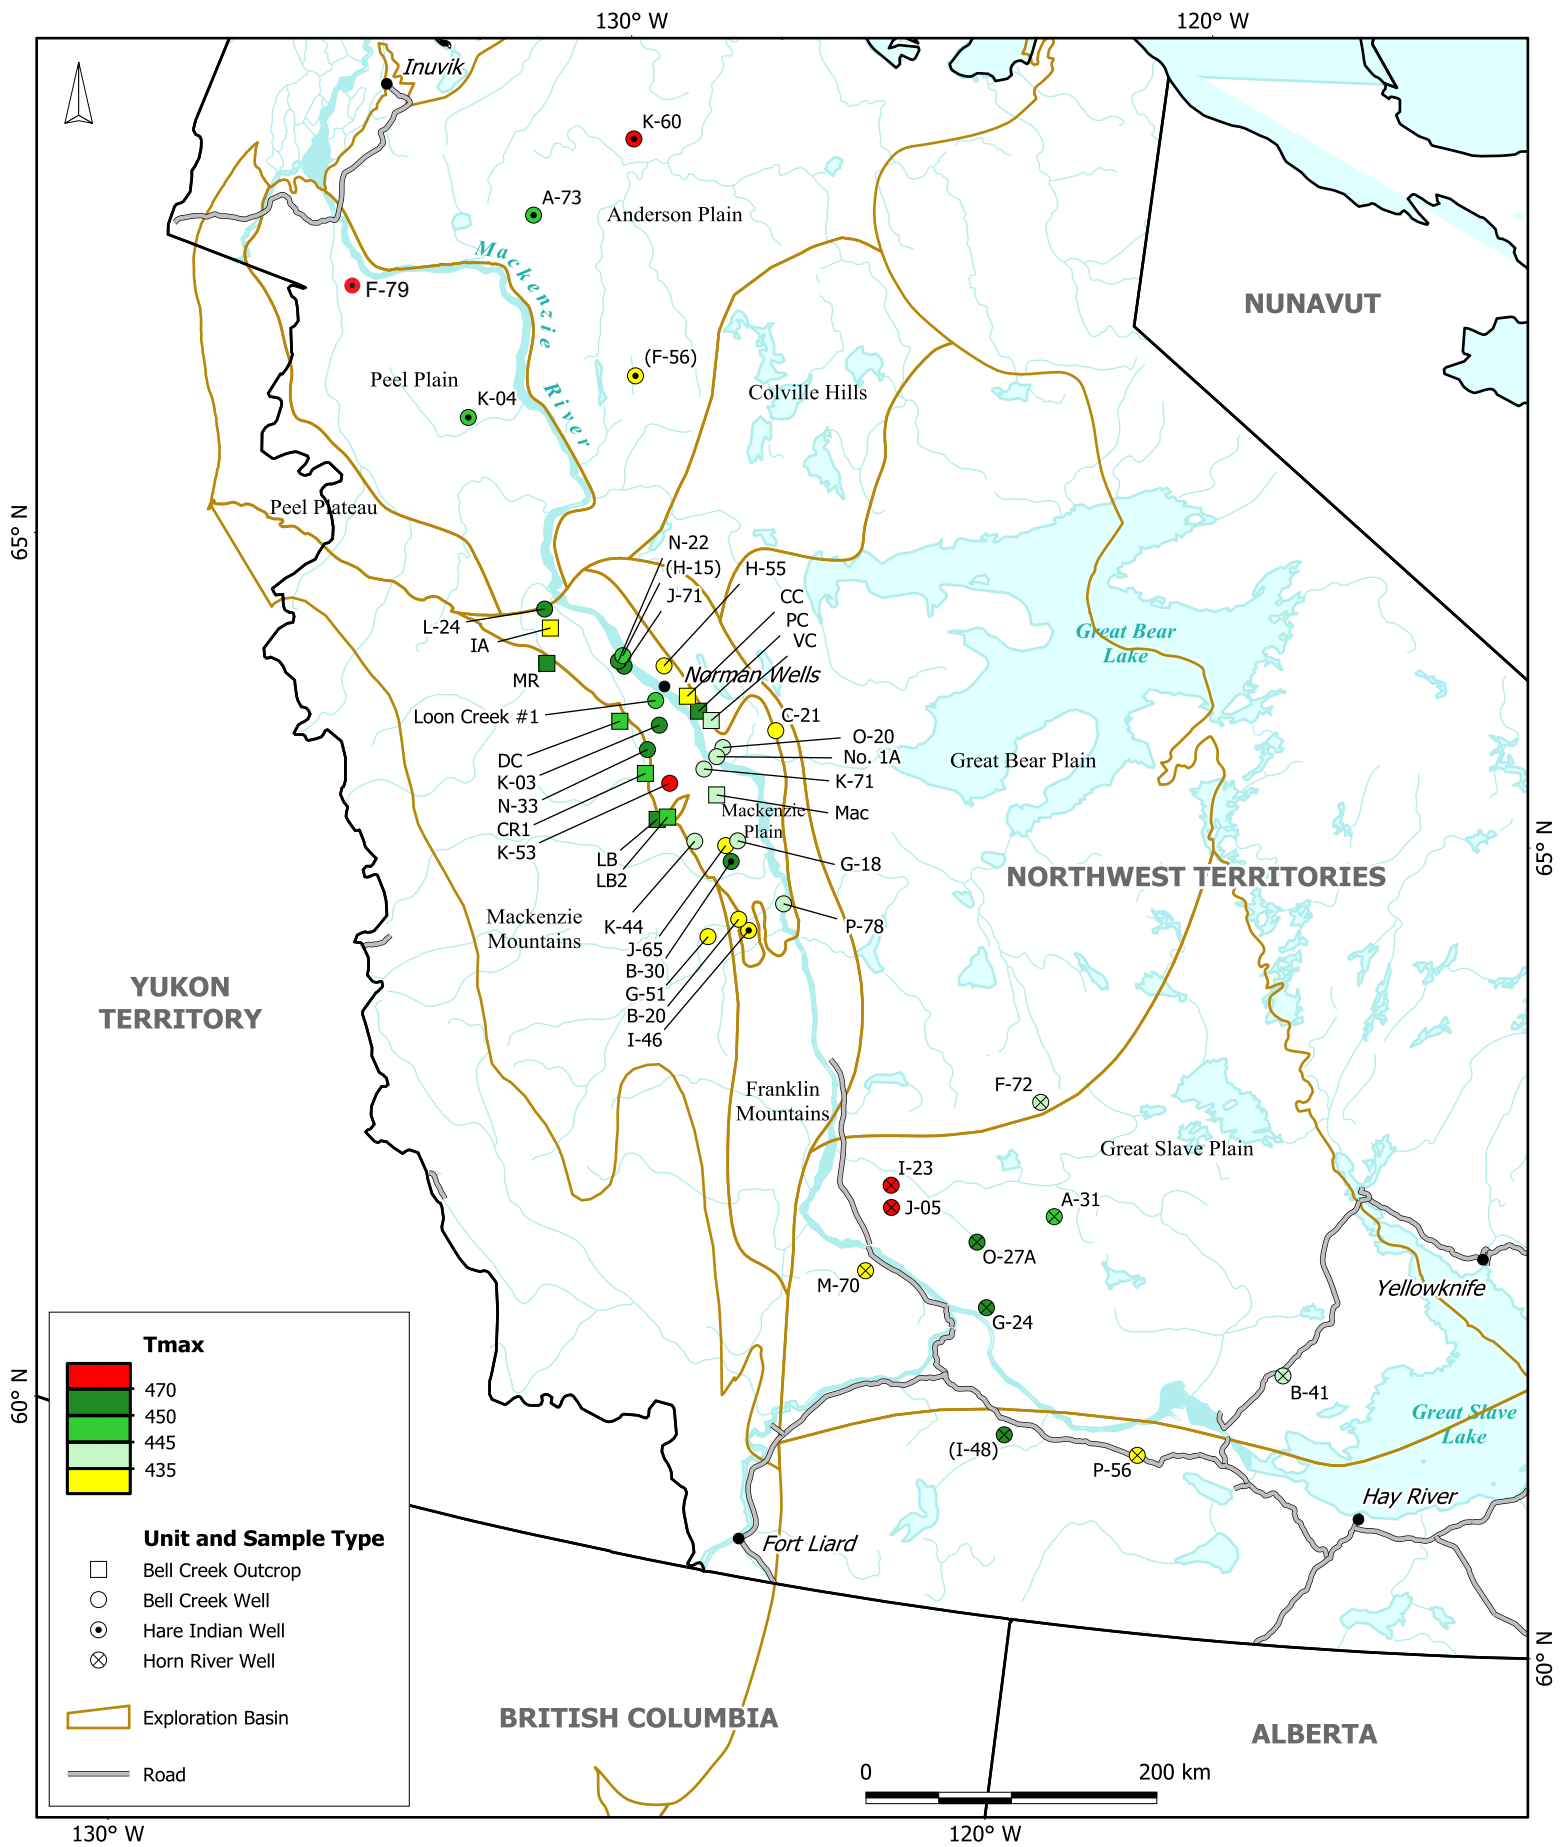 130° W
120° W
Inuvik
K-60
A-73
Anderson Plain
Mackenzie
River
F-79
NUNAVUT
(F-56)
Peel Plain
K-04
Colville Hills
Peel Plateau
65° N
N-22
(H-15)
H-55
J-71
CC
PC
VC
L-24
IA
MR
Great Bear
Lake
Norman Wells
Loon Creek #1
C-21
DC
O-20
No. 1A
K-03
Great Bear Plain
K-71
N-33
CR1
Mac
Mackenzie
Plain
K-53
LB
LB2
G-18
65° N
NORTHWEST TERRITORIES
Mackenzie
Mountains
K-44
P-78
J-65
B-30
G-51
B-20
I-46
YUKON
TERRITORY
Franklin
Mountains
F-72
Great Slave Plain
I-23
J-05
A-31
O-27A
M-70
G-24
Yellowknife
60° N
B-41
Great Slave
Lake
(I-48)
P-56
Hay River
Fort Liard
Tmax
470
450
445
435
Unit and Sample Type
Bell Creek Outcrop
Bell Creek Well
Hare Indian Well
Horn River Well
Exploration Basin
Road
60° N
BRITISH COLUMBIA
ALBERTA
0
200 km
130° W
120° W